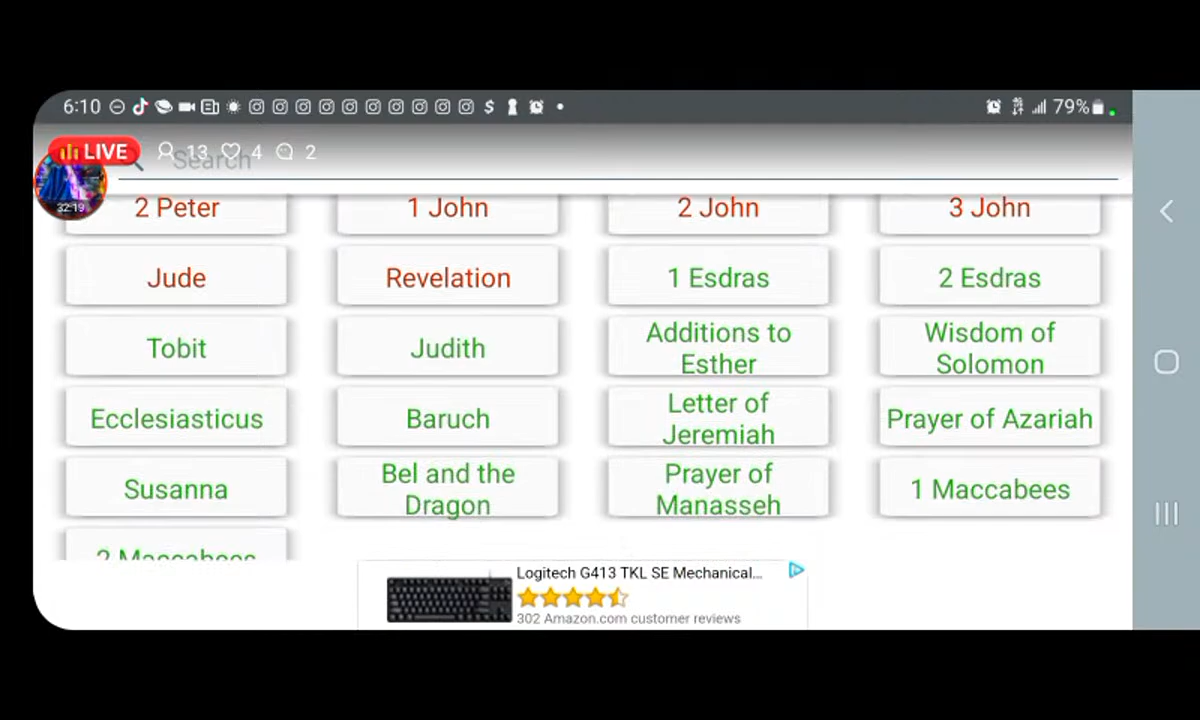 6:10
$
79%
LIVE 13 4 2
Search
32:19
2 Peter
1 John
2 John
3 John
Jude
Revelation
1 Esdras
2 Esdras
Tobit
Judith
Additions to
Esther
Wisdom of
Solomon
Ecclesiasticus
Baruch
Letter of
Jeremiah
Prayer of Azariah
Susanna
Bel and the
Dragon
Prayer of
Manasseh
1 Maccabees
2 Maccabees
Logitech G413 TKL SE Mechanical...
302 Amazon.com customer reviews